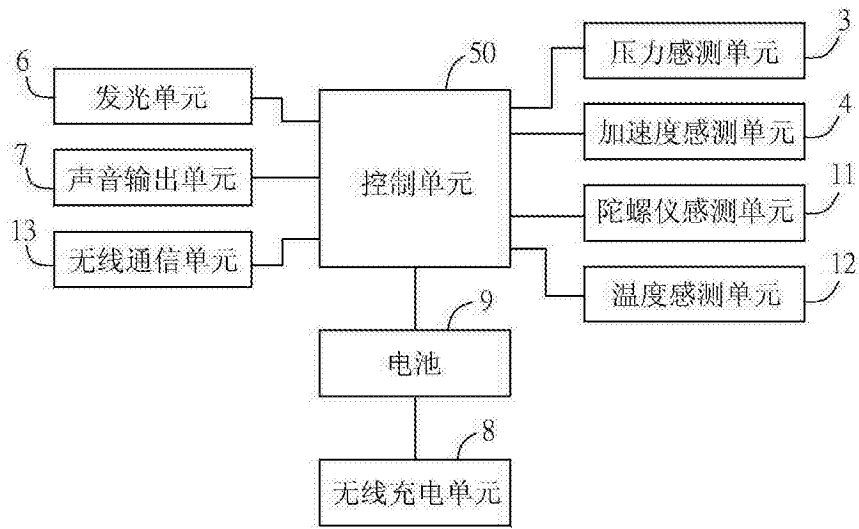 50
3
压力感测单元
6
发光单元
4
加速度感测单元
7
声音输出单元
控制单元
11
陀螺仪感测单元
13
无线通信单元
12
温度感测单元
9
电池
8
无线充电单元